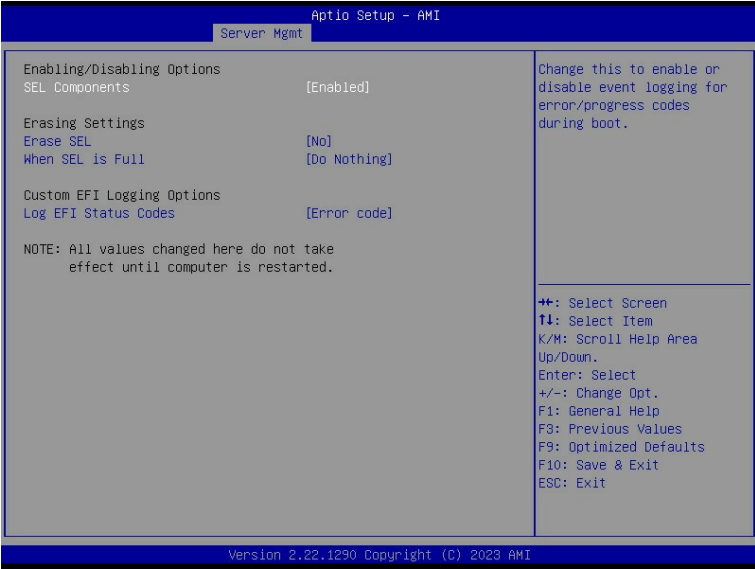 Aptio Setup – AMI
Server Mgmt
Enabling/Disabling Options
SEL Components [Enabled]
Erasing Settings
Erase SEL [No]
When SEL is Full [Do Nothing]
Custom EFI Logging Options
Log EFI Status Codes [Error code]
NOTE: All values changed here do not take
effect until computer is restarted.
Change this to enable or
disable event logging for
error/progress codes
during boot.
→←: Select Screen
↑↓: Select Item
K/M: Scroll Help Area
Up/Down.
Enter: Select
+/-: Change Opt.
F1: General Help
F3: Previous Values
F9: Optimized Defaults
F10: Save & Exit
ESC: Exit
Version 2.22.1290 Copyright (C) 2023 AMI